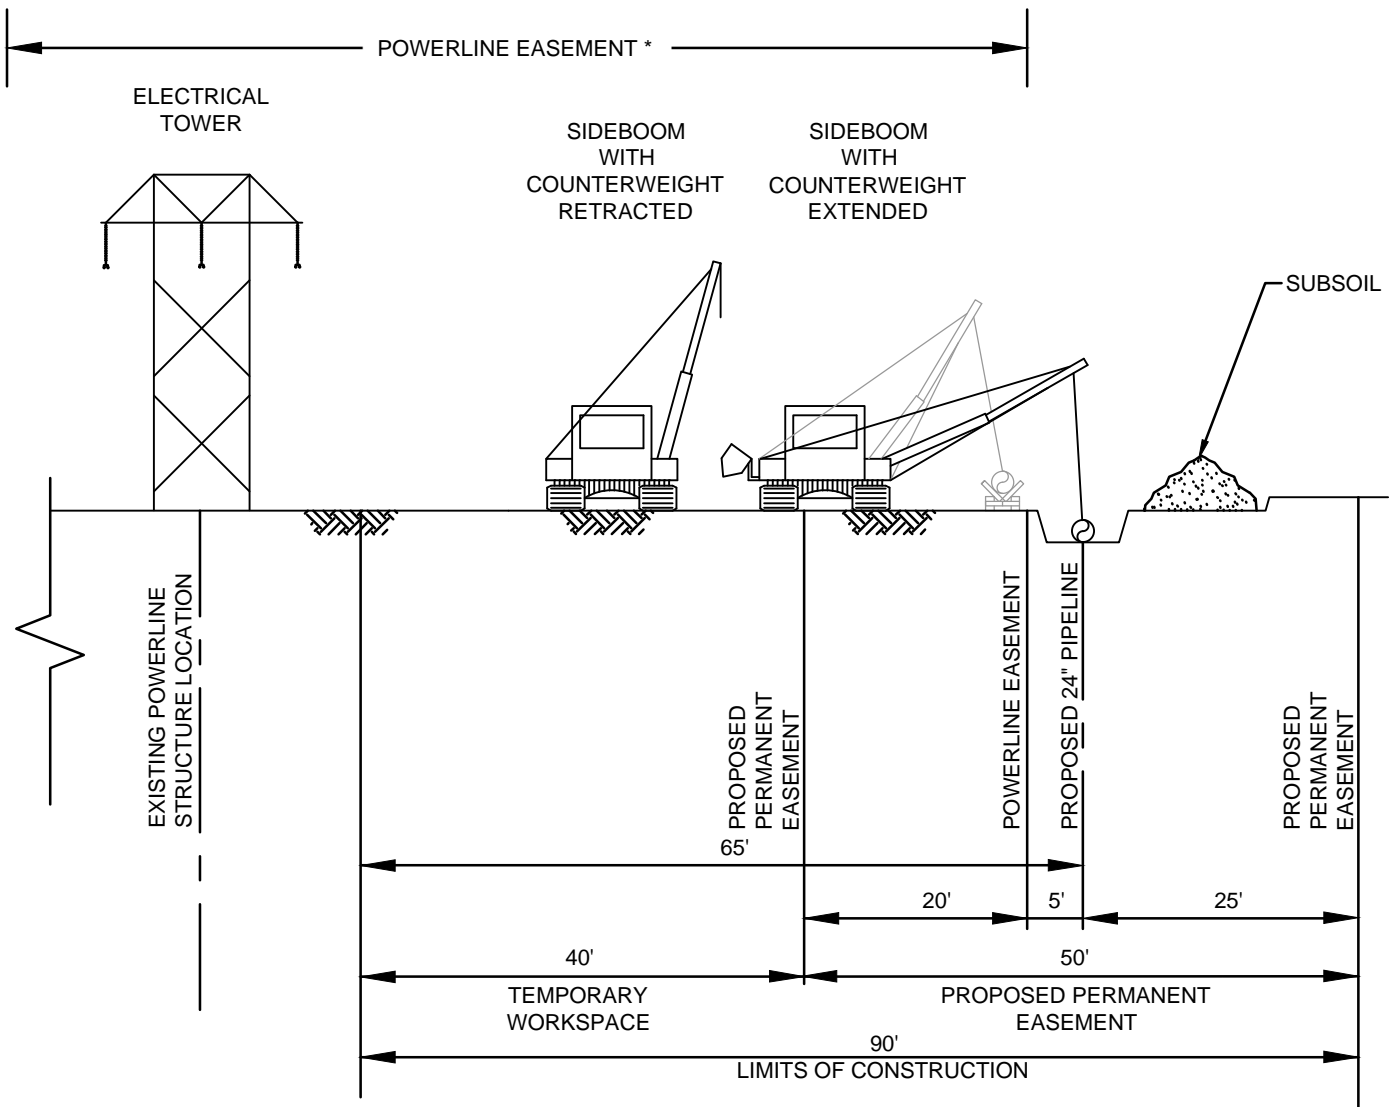 POWERLINE EASEMENT *
ELECTRICAL
TOWER
SIDEBOOM
WITH
COUNTERWEIGHT
RETRACTED
SIDEBOOM
WITH
COUNTERWEIGHT
EXTENDED
SUBSOIL
EXISTING POWERLINE
STRUCTURE LOCATION
PROPOSED
PERMANENT
EASEMENT
POWERLINE EASEMENT
PROPOSED 24" PIPELINE
PROPOSED
PERMANENT
EASEMENT
65'
20'
5'
25'
40'
TEMPORARY
WORKSPACE
50'
PROPOSED PERMANENT
EASEMENT
90'
LIMITS OF CONSTRUCTION